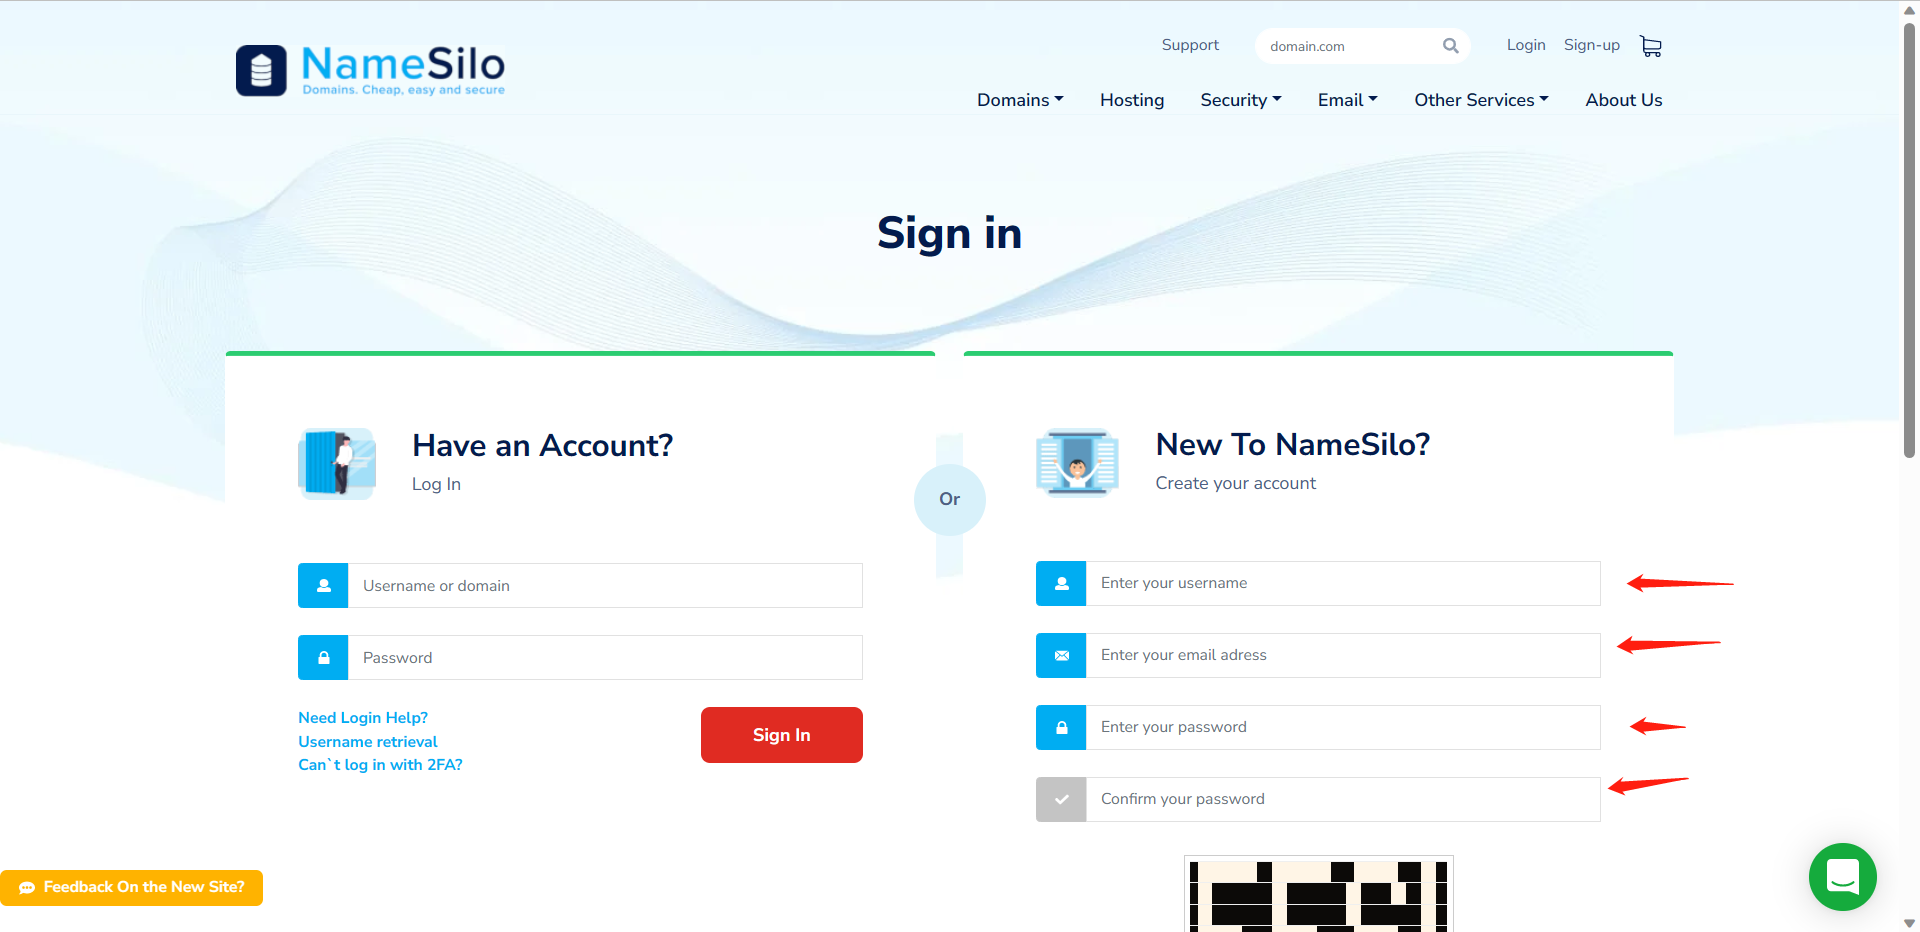 NameSilo
Domains. Cheap, easy and secure
Support
domain.com
Login
Sign-up
Domains
Hosting
Security
Email
Other Services
About Us
Sign in
Have an Account?
Log In
Username or domain
Password
Need Login Help?
Username retrieval
Can`t log in with 2FA?
Sign In
Or
New To NameSilo?
Create your account
Enter your username
Enter your email adress
Enter your password
Confirm your password
Feedback On the New Site?